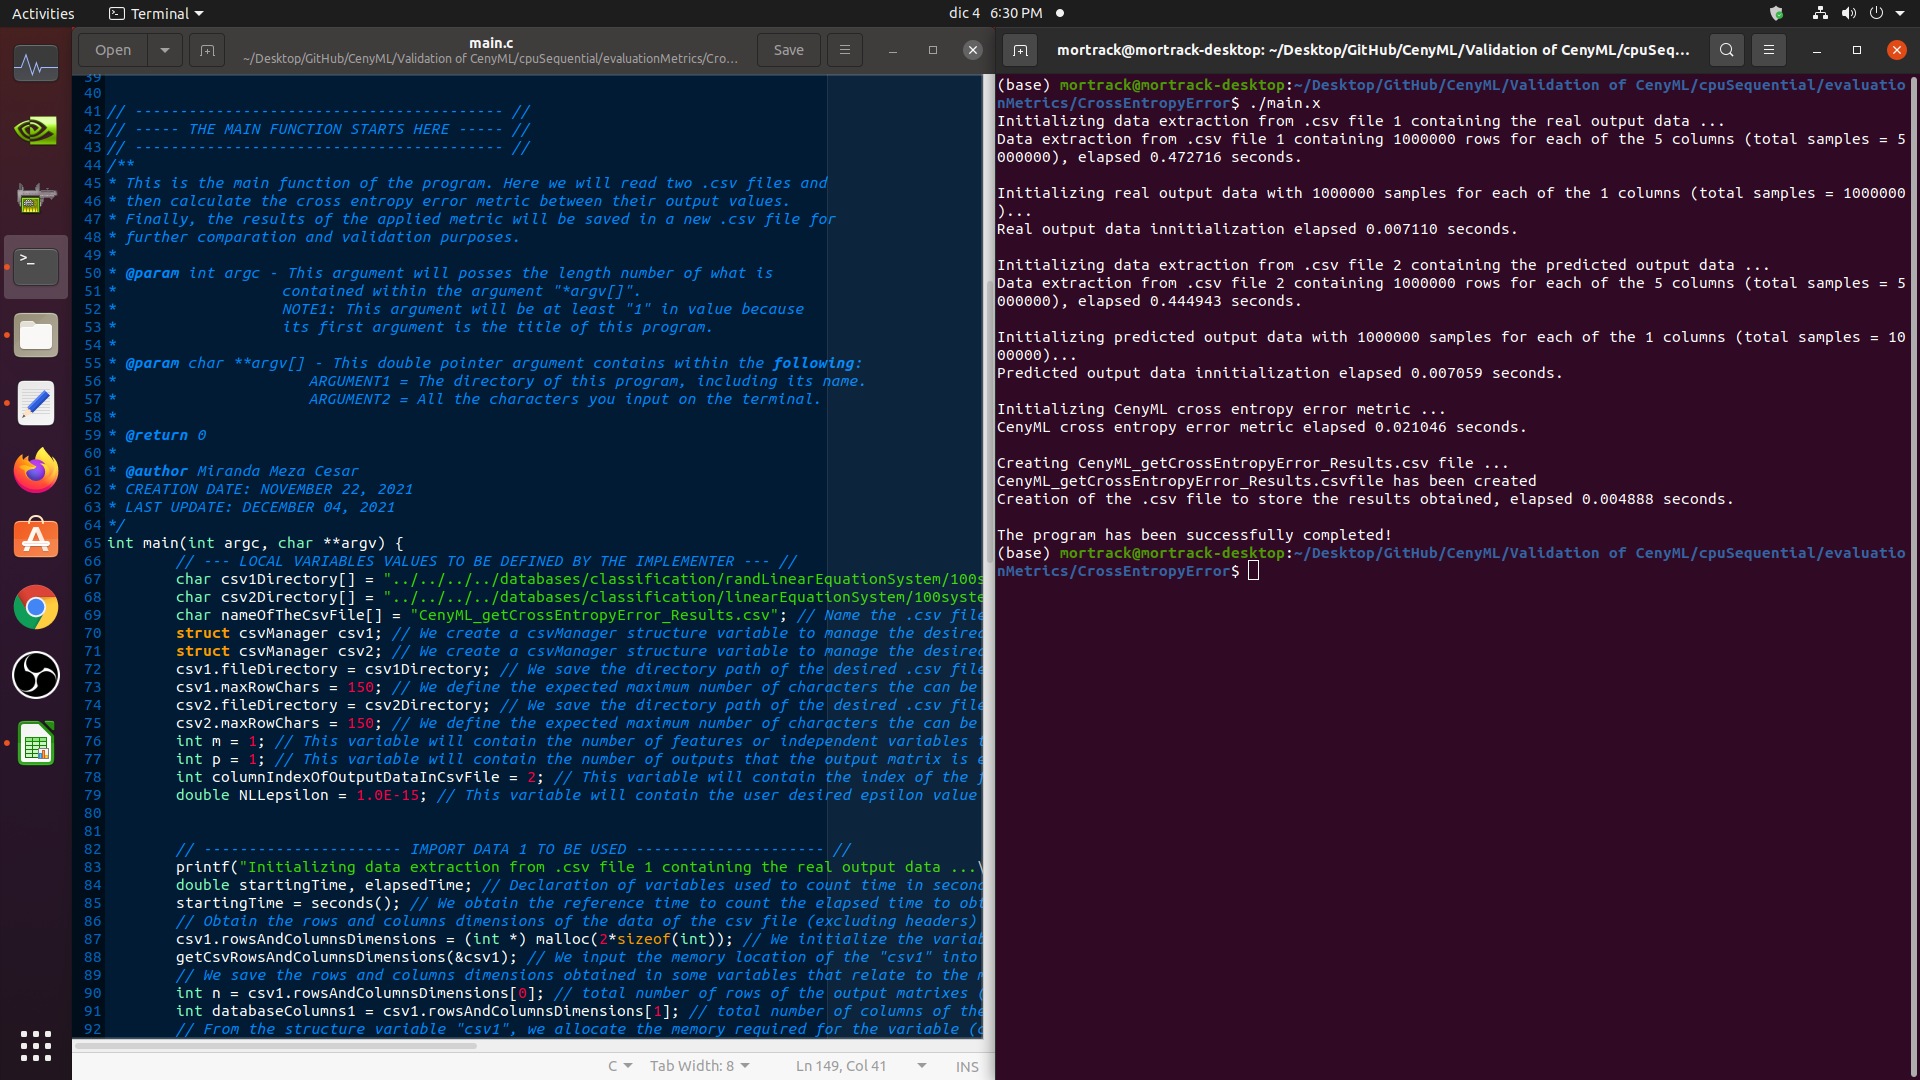 Activities
Terminal
dic 4 6:30 PM
Open
main.c
~/Desktop/GitHub/CenyML/Validation of CenyML/cpuSequential/evaluationMetrics/Cro...
Save
39
40
41 // ----------------------------------------- //
42 // ----- THE MAIN FUNCTION STARTS HERE ----- //
43 // ----------------------------------------- //
44 /**
45 * This is the main function of the program. Here we will read two .csv files and
46 * then calculate the cross entropy error metric between their output values.
47 * Finally, the results of the applied metric will be saved in a new .csv file for
48 * further comparation and validation purposes.
49 *
50 * @param int argc - This argument will posses the length number of what is
51 * contained within the argument "*argv[]".
52 * NOTE1: This argument will be at least "1" in value because
53 * its first argument is the title of this program.
54 *
55 * @param char **argv[] - This double pointer argument contains within the following:
56 * ARGUMENT1 = The directory of this program, including its name.
57 * ARGUMENT2 = All the characters you input on the terminal.
58 *
59 * @return 0
60 *
61 * @author Miranda Meza Cesar
62 * CREATION DATE: NOVEMBER 22, 2021
63 * LAST UPDATE: DECEMBER 04, 2021
64 */
65 int main(int argc, char **argv) {
66 // --- LOCAL VARIABLES VALUES TO BE DEFINED BY THE IMPLEMENTER --- //
67 char csv1Directory[] = "../../../../databases/classification/randLinearEquationSystem/100s
68 char csv2Directory[] = "../../../../databases/classification/linearEquationSystem/100syste
69 char nameOfTheCsvFile[] = "CenyML_getCrossEntropyError_Results.csv"; // Name the .csv file
70 struct csvManager csv1; // We create a csvManager structure variable to manage the desired
71 struct csvManager csv2; // We create a csvManager structure variable to manage the desired
72 csv1.fileDirectory = csv1Directory; // We save the directory path of the desired .csv file
73 csv1.maxRowChars = 150; // We define the expected maximum number of characters the can be
74 csv2.fileDirectory = csv2Directory; // We save the directory path of the desired .csv file
75 csv2.maxRowChars = 150; // We define the expected maximum number of characters the can be
76 int m = 1; // This variable will contain the number of features or independent variables
77 int p = 1; // This variable will contain the number of outputs that the output matrix is
78 int columnIndexOfOutputDataInCsvFile = 2; // This variable will contain the index of the
79 double NLLepsilon = 1.0E-15; // This variable will contain the user desired epsilon value
80
81
82 // ---------------------- IMPORT DATA 1 TO BE USED --------------------- //
83 printf("Initializing data extraction from .csv file 1 containing the real output data ...\
84 double startingTime, elapsedTime; // Declaration of variables used to count time in secon
85 startingTime = seconds(); // We obtain the reference time to count the elapsed time to obt
86 // Obtain the rows and columns dimensions of the data of the csv file (excluding headers)
87 csv1.rowsAndColumnsDimensions = (int *) malloc(2*sizeof(int)); // We initialize the variab
88 getCsvRowsAndColumnsDimensions(&csv1); // We input the memory location of the "csv1" into
89 // We save the rows and columns dimensions obtained in some variables that relate to the m
90 int n = csv1.rowsAndColumnsDimensions[0]; // total number of rows of the output matrixes (
91 int databaseColumns1 = csv1.rowsAndColumnsDimensions[1]; // total number of columns of the
92 // From the structure variable "csv1", we allocate the memory required for the variable (
C
Tab Width: 8
Ln 149, Col 41
INS
mortrack@mortrack-desktop: ~/Desktop/GitHub/CenyML/Validation of CenyML/cpuSeq...
(base) mortrack@mortrack-desktop:~/Desktop/GitHub/CenyML/Validation of CenyML/cpuSequential/evaluatio
nMetrics/CrossEntropyError$ ./main.x
Initializing data extraction from .csv file 1 containing the real output data ...
Data extraction from .csv file 1 containing 1000000 rows for each of the 5 columns (total samples = 5
000000), elapsed 0.472716 seconds.
Initializing real output data with 1000000 samples for each of the 1 columns (total samples = 1000000
)...
Real output data innitialization elapsed 0.007110 seconds.
Initializing data extraction from .csv file 2 containing the predicted output data ...
Data extraction from .csv file 2 containing 1000000 rows for each of the 5 columns (total samples = 5
000000), elapsed 0.444943 seconds.
Initializing predicted output data with 1000000 samples for each of the 1 columns (total samples = 10
00000)...
Predicted output data innitialization elapsed 0.007059 seconds.
Initializing CenyML cross entropy error metric ...
CenyML cross entropy error metric elapsed 0.021046 seconds.
Creating CenyML_getCrossEntropyError_Results.csv file ...
CenyML_getCrossEntropyError_Results.csvfile has been created
Creation of the .csv file to store the results obtained, elapsed 0.004888 seconds.
The program has been successfully completed!
(base) mortrack@mortrack-desktop:~/Desktop/GitHub/CenyML/Validation of CenyML/cpuSequential/evaluatio
nMetrics/CrossEntropyError$